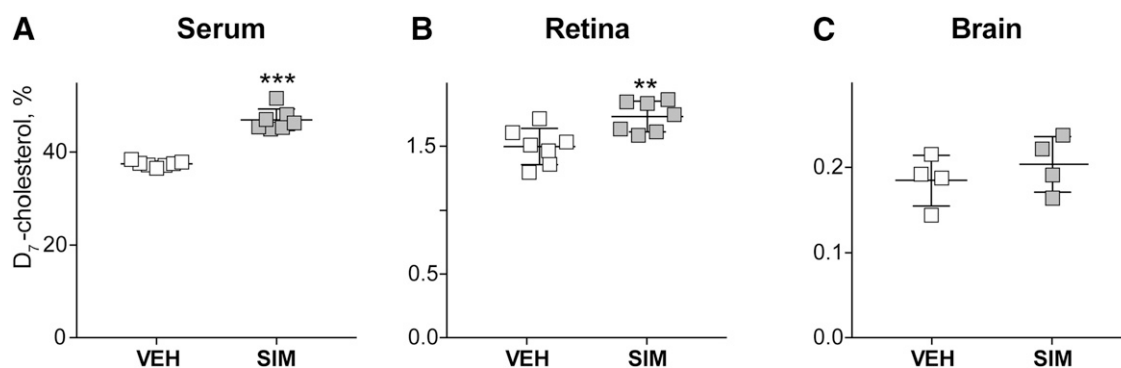 A Serum
B Retina
C Brain
D₇-cholesterol, %
***
40
20
0
VEH SIM
**
1.5
0.5
0.0
VEH SIM
0.2
0.1
0.0
VEH SIM